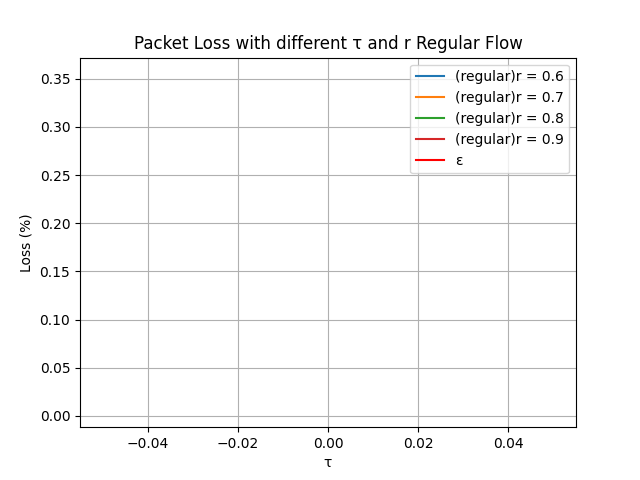 Packet Loss with different τ and r Regular Flow
(regular)r = 0.6
(regular)r = 0.7
(regular)r = 0.8
(regular)r = 0.9
ε
Loss (%)
0.35
0.30
0.25
0.20
0.15
0.10
0.05
0.00
−0.04
−0.02
0.00
0.02
0.04
τ